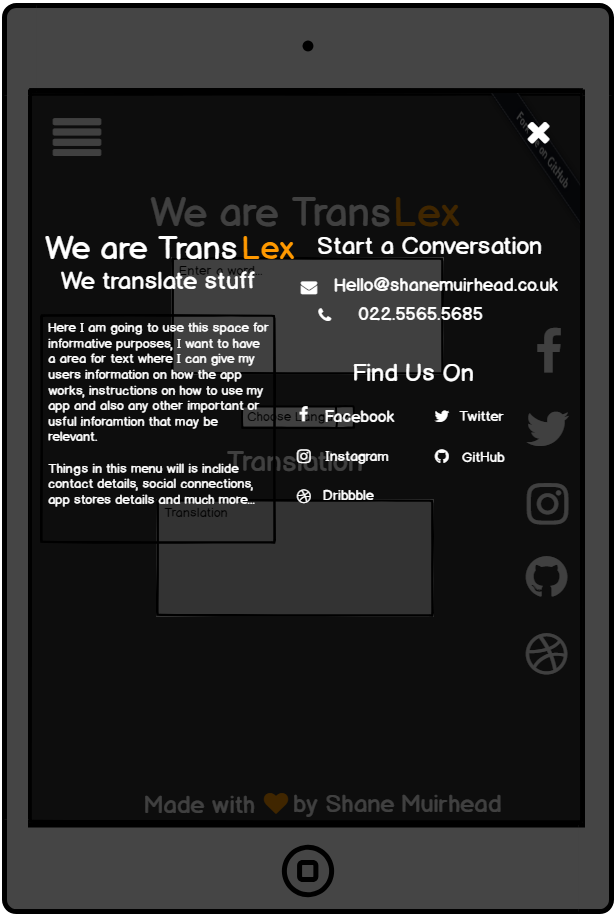 Fork me on GitHub
We are TransLex
We are TransLex
We translate stuff
Start a Conversation
Enter a word...
Hello@shanemuirhead.co.uk
022.5565.5685
Here I am going to use this space for
informative purposes, I want to have
a area for text where I can give my
users information on how the app
works, instructions on how to use my
app and also any other important or
usful inforamtion that may be
relevant.
Things in this menu will is inclide
contact details, social connections,
app stores details and much more...
Find Us On
Facebook
Twitter
Instagram
GitHub
Dribbble
Choose
Translation
Translation
Made with by Shane Muirhead